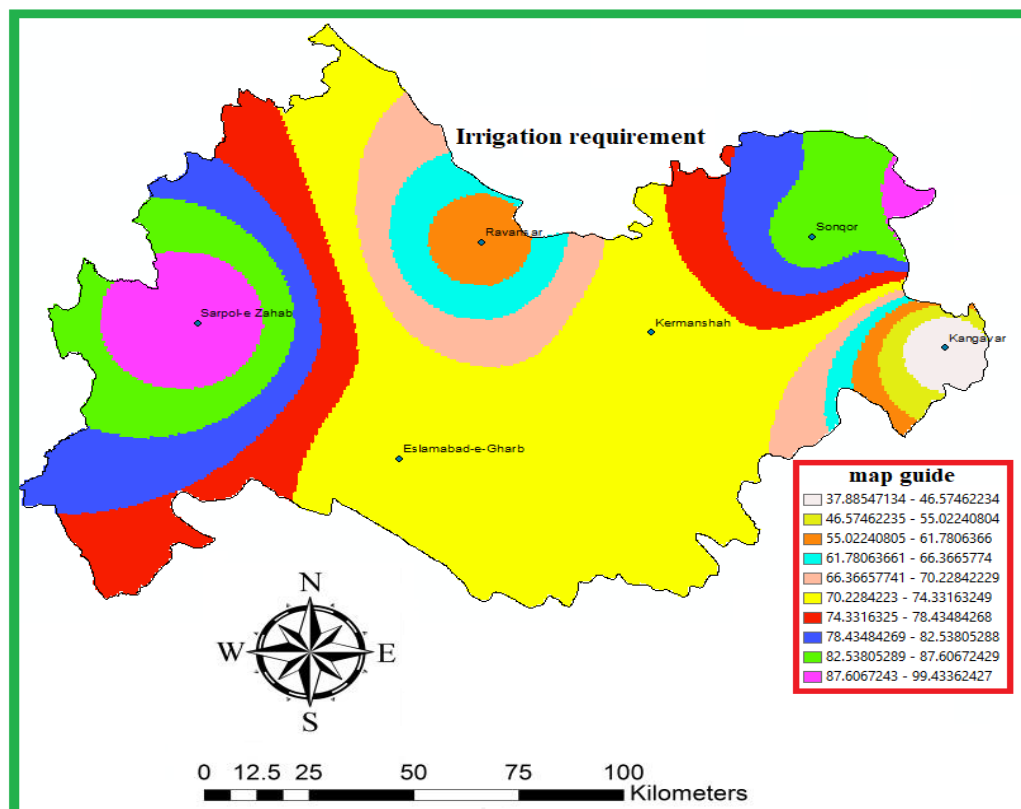 Irrigation requirement
Ravansar
Sonqor
Sarpol-e Zahab
Kermanshah
Kangavar
Eslamabad-e-Gharb
map guide
37.88547134 - 46.57462234
46.57462235 - 55.02240804
55.02240805 - 61.7806366
61.78063661 - 66.3665774
66.36657741 - 70.22842229
70.2284223 - 74.33163249
74.3316325 - 78.43484268
78.43484269 - 82.53805288
82.53805289 - 87.60672429
87.6067243 - 99.43362427
N
W E
S
0 12.5 25 50 75 100
Kilometers